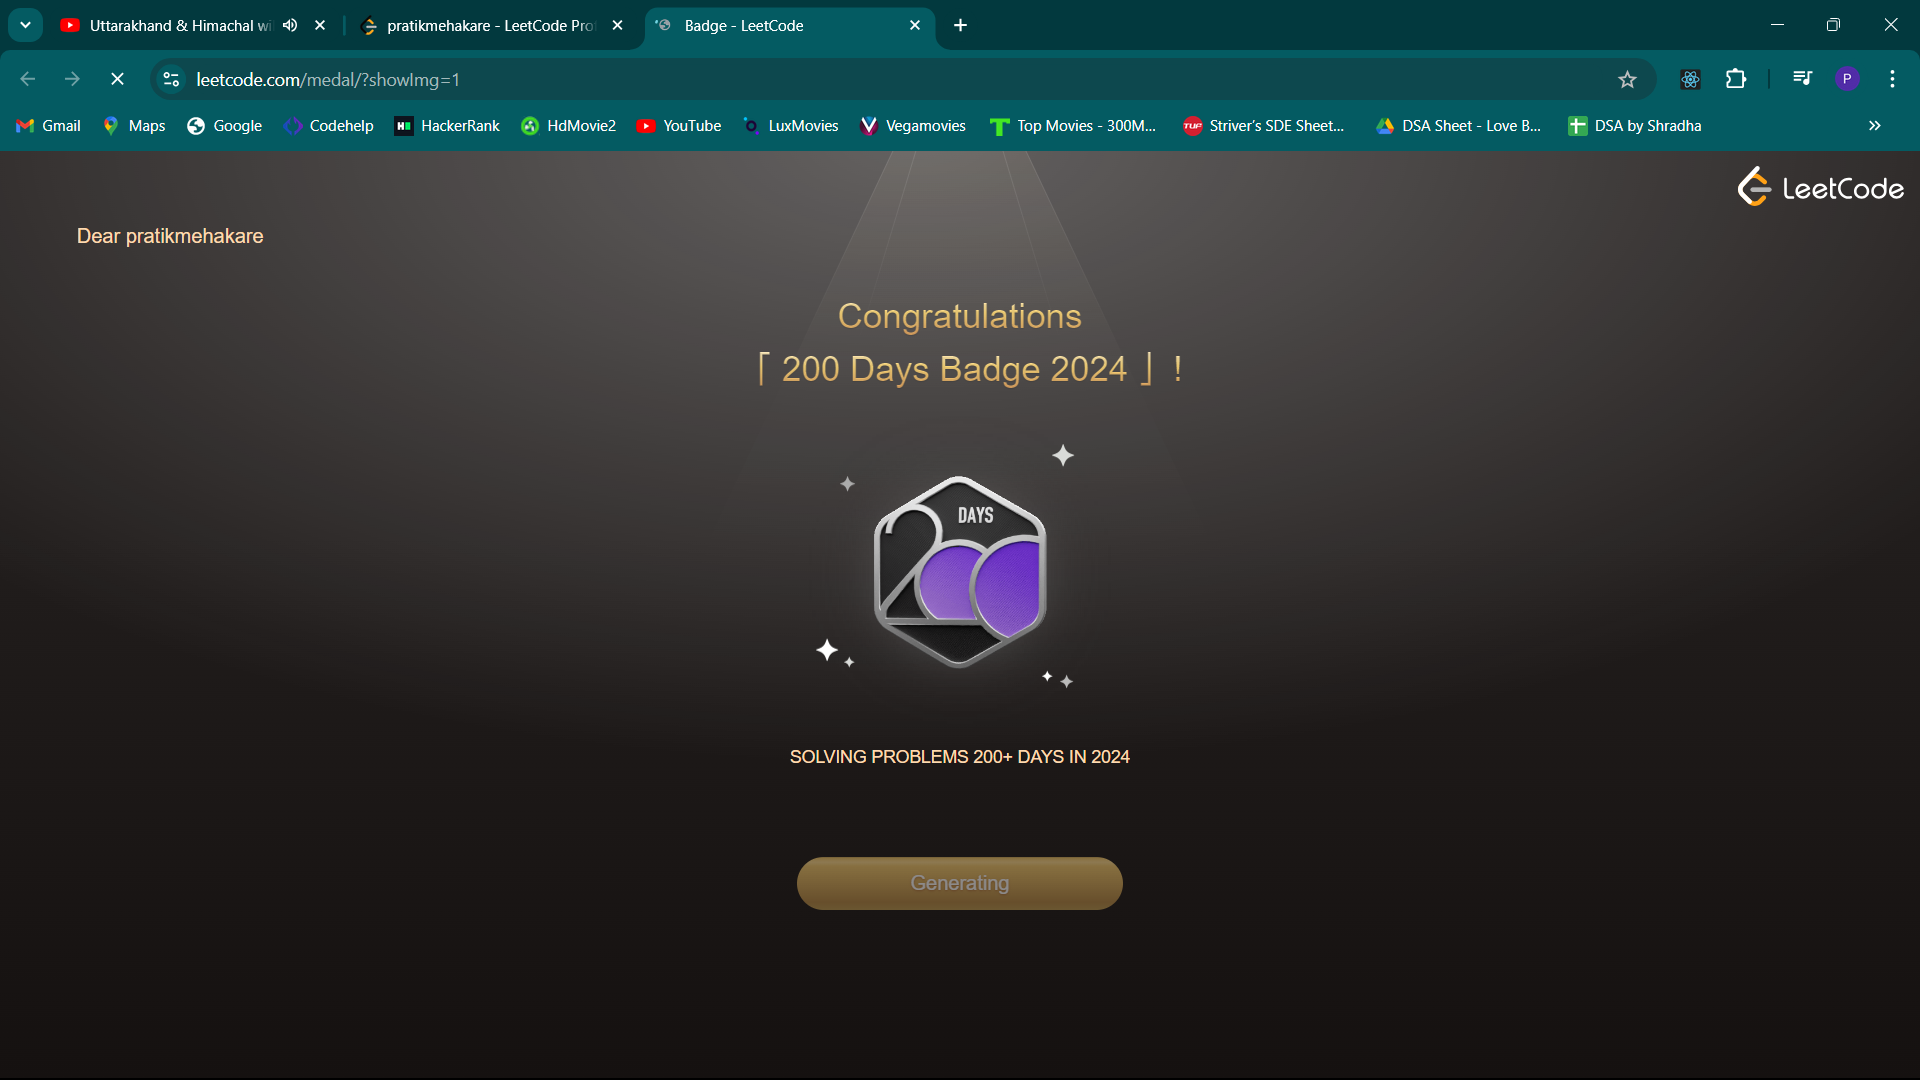 Uttarakhand & Himachal wi
pratikmehakare - LeetCode Pro
Badge - LeetCode
leetcode.com/medal/?showImg=1
P
Gmail
Maps
Google
Codehelp
HackerRank
HdMovie2
YouTube
LuxMovies
Vegamovies
Top Movies - 300M...
TUF
Striver's SDE Sheet...
DSA Sheet - Love B...
DSA by Shradha
LeetCode
Dear pratikmehakare
Congratulations
「 200 Days Badge 2024 」 !
DAYS
200
SOLVING PROBLEMS 200+ DAYS IN 2024
Generating